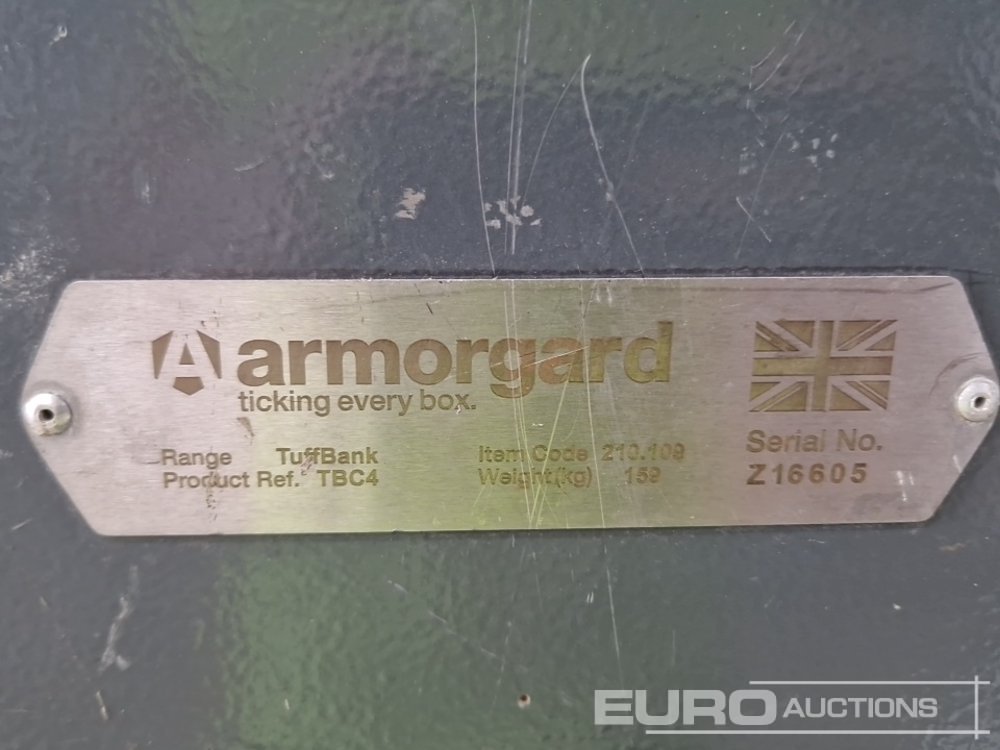 armorgard
ticking every box.
Range TuffBank
Product Ref. TBC4
Item Code 210.109
Weight(kg) 159
Serial No.
Z16605
EURO AUCTIONS